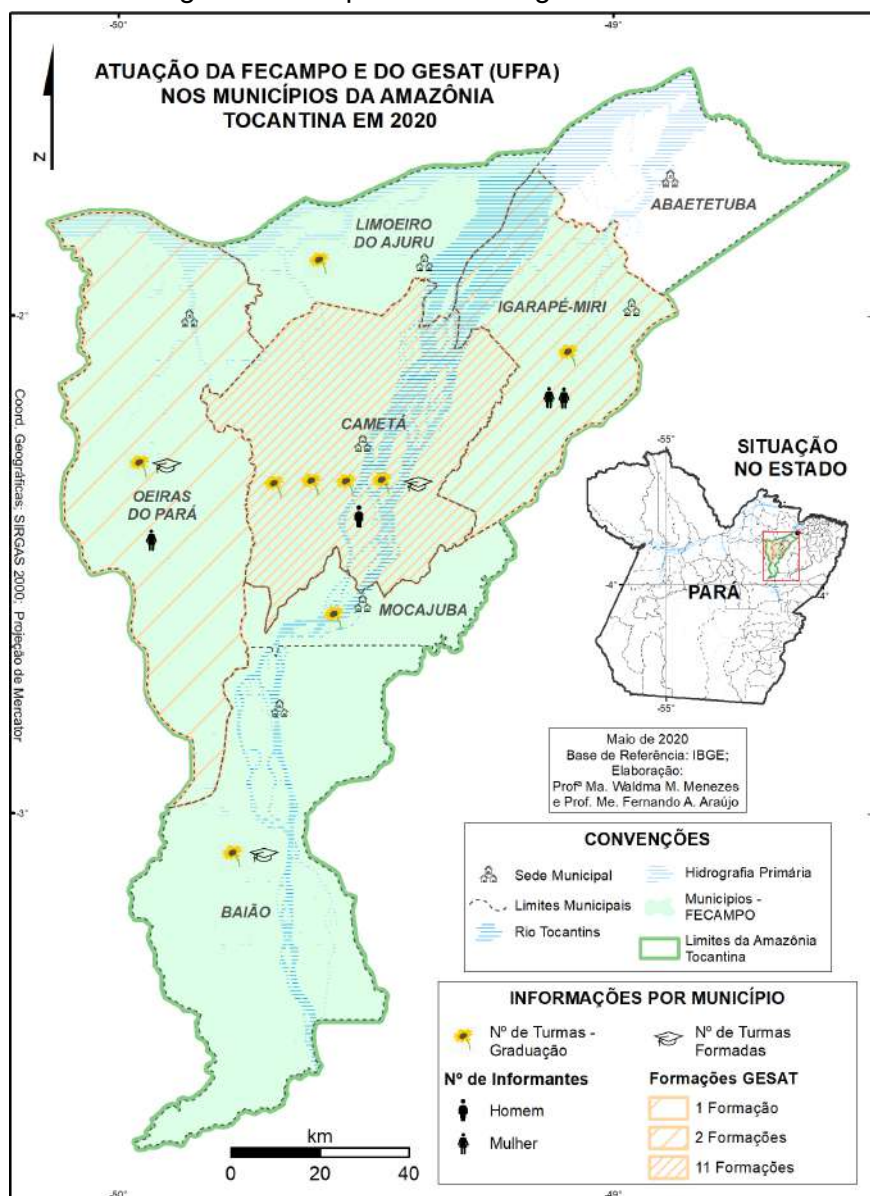 -50°
-49°
ATUAÇÃO DA FECAMPO E DO GESAT (UFPA)
NOS MUNICÍPIOS DA AMAZÔNIA
TOCANTINA EM 2020
N
ABAETETUBA
LIMOEIRO
DO AJURU
IGARAPÉ-MIRI
-2°
CAMETÁ
OEIRAS
DO PARÁ
MOCAJUBA
-3°
BAIÃO
Coord. Geográficas; SIRGAS 2000; Projeção de Mercator
SITUAÇÃO
NO ESTADO
-55°
-4°
PARÁ
-4°
-55°
Maio de 2020
Base de Referência: IBGE;
Elaboração:
Profª Ma. Waldma M. Menezes
e Prof. Me. Fernando A. Araújo
CONVENÇÕES
Sede Municipal
Limites Municipais
Rio Tocantins
Hidrografia Primária
Municípios -
FECAMPO
Limites da Amazônia
Tocantina
INFORMAÇÕES POR MUNICÍPIO
Nº de Turmas -
Graduação
Nº de Turmas
Formadas
Nº de Informantes
Homem
Mulher
Formações GESAT
1 Formação
2 Formações
11 Formações
km
0 20 40
-50°
-49°